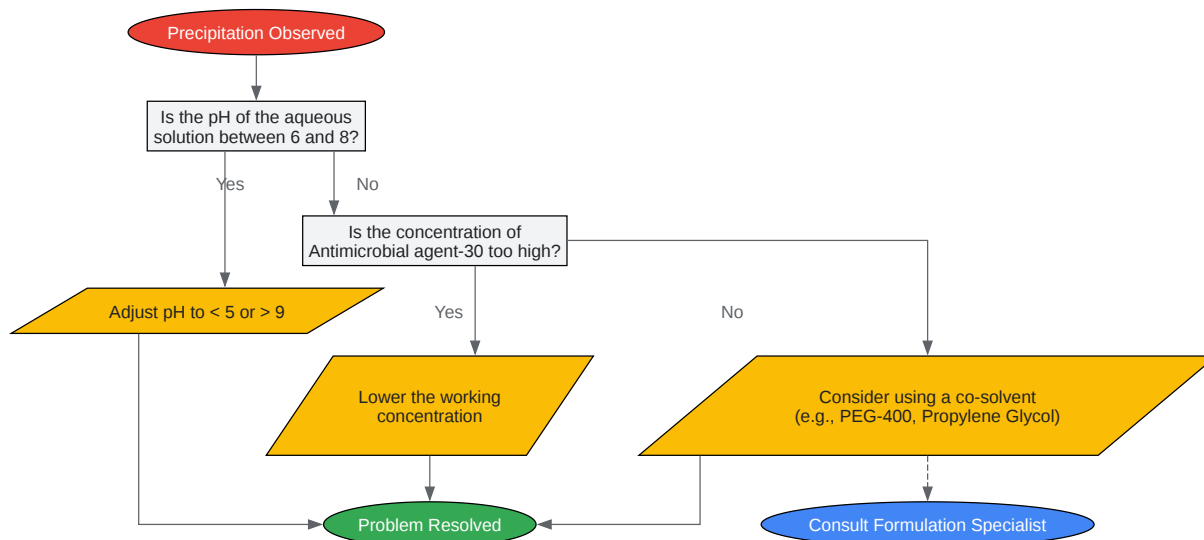 Precipitation Observed
Is the pH of the aqueous
solution between 6 and 8?
Yes
No
Is the concentration of
Antimicrobial agent-30 too high?
Adjust pH to < 5 or > 9
Yes
No
Lower the working
concentration
Consider using a co-solvent
(e.g., PEG-400, Propylene Glycol)
Problem Resolved
Consult Formulation Specialist